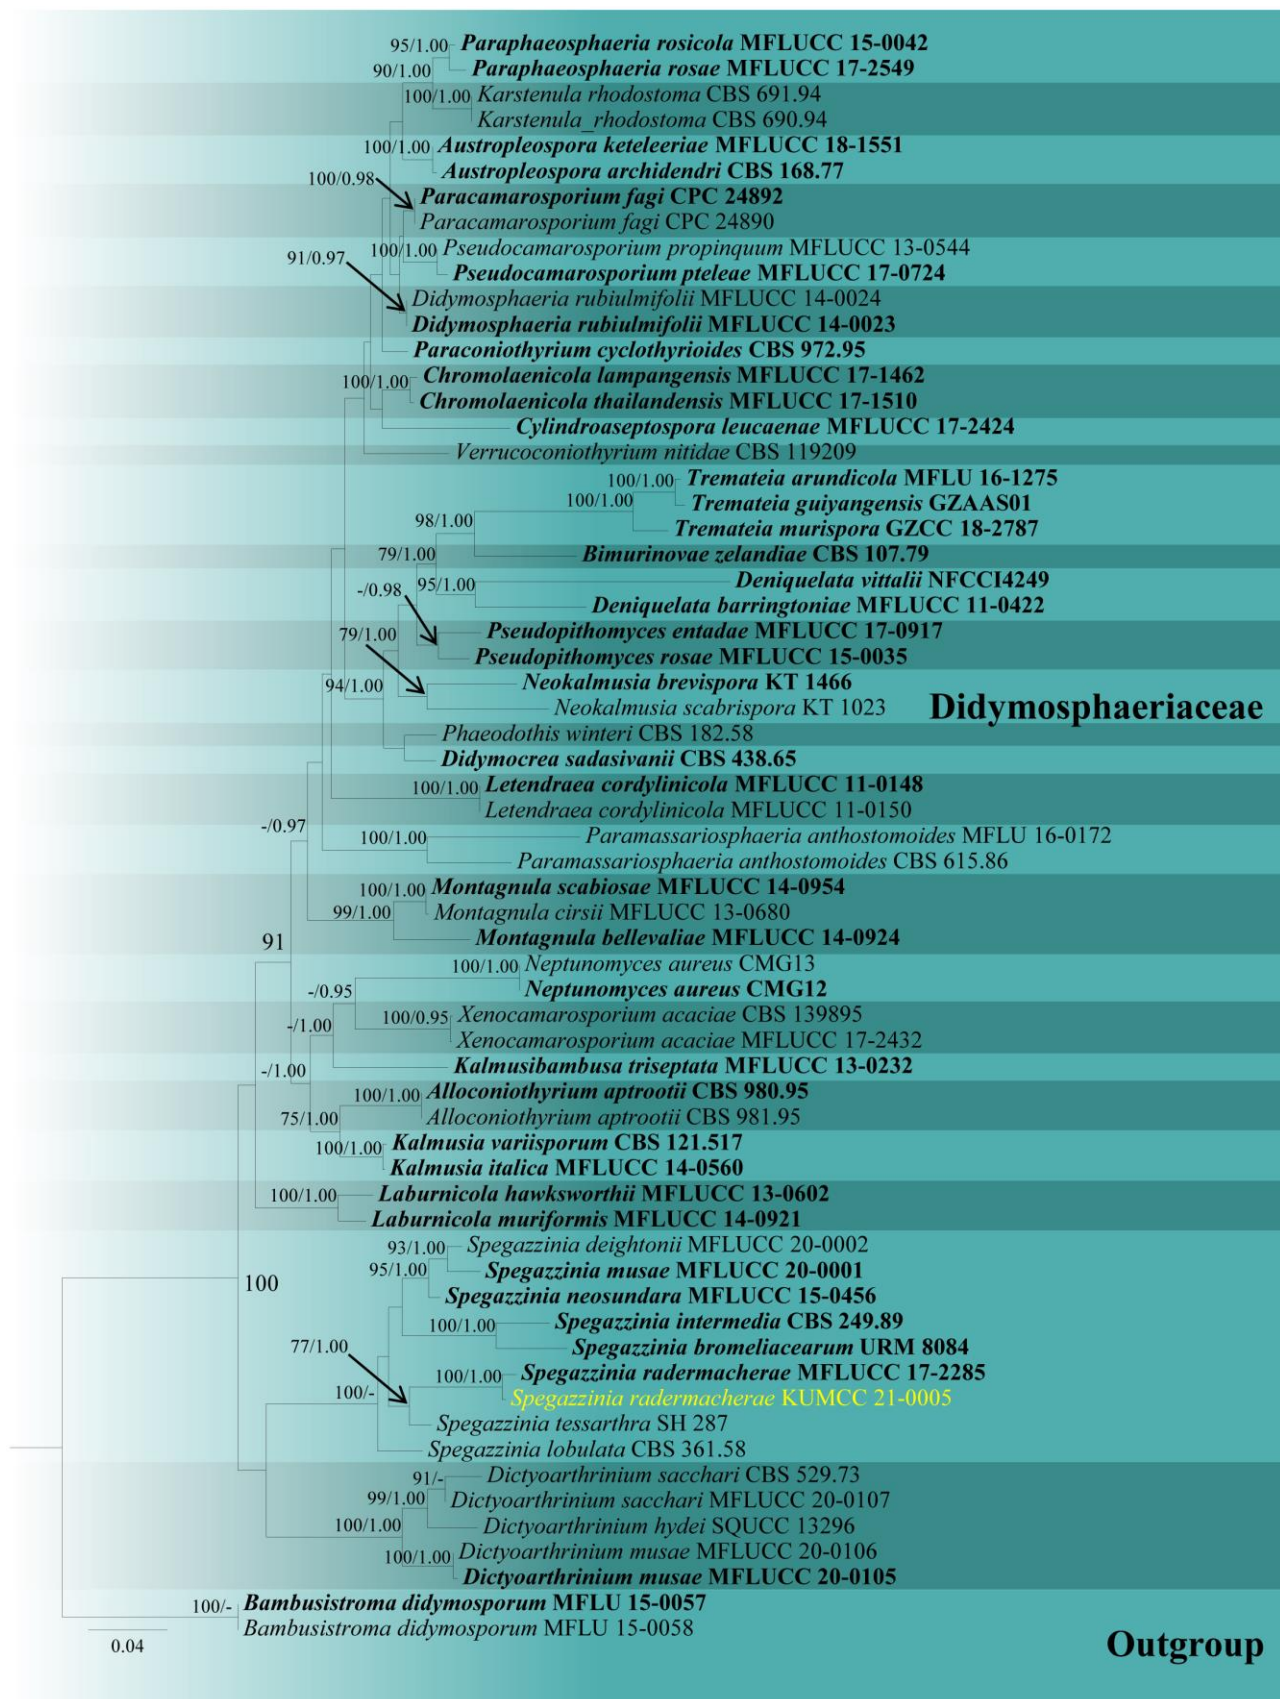 95/1.00 Paraphaeosphaeria rosicola MFLUCC 15-0042
90/1.00 Paraphaeosphaeria rosae MFLUCC 17-2549
100/1.00 Karstenula rhodostoma CBS 691.94
Karstenula_rhodostoma CBS 690.94
100/1.00 Austropleospora keteleeriae MFLUCC 18-1551
Austropleospora archidendri CBS 168.77
100/0.98
Paracamarosporium fagi CPC 24892
Paracamarosporium fagi CPC 24890
100/1.00 Pseudocamarosporium propinquum MFLUCC 13-0544
91/0.97
Pseudocamarosporium pteleae MFLUCC 17-0724
Didymosphaeria rubiulmifolii MFLUCC 14-0024
Didymosphaeria rubiulmifolii MFLUCC 14-0023
Paraconiothyrium cyclothyrioides CBS 972.95
100/1.00 Chromolaenicola lampangensis MFLUCC 17-1462
Chromolaenicola thailandensis MFLUCC 17-1510
Cylindroaseptospora leucaenae MFLUCC 17-2424
Verrucoconiothyrium nitidae CBS 119209
100/1.00 Tremateia arundicola MFLU 16-1275
100/1.00 Tremateia guiyangensis GZAAS01
98/1.00 Tremateia murispora GZCC 18-2787
79/1.00 Bimurinovae zelandiae CBS 107.79
-/0.98 95/1.00 Deniquelata vittalii NFCCI4249
Deniquelata barringtoniae MFLUCC 11-0422
79/1.00 Pseudopithomyces entadae MFLUCC 17-0917
Pseudopithomyces rosae MFLUCC 15-0035
94/1.00 Neokalmusia brevispora KT 1466
Neokalmusia scabrispora KT 1023
Didymosphaeriaceae
Phaeodothis winteri CBS 182.58
Didymocrea sadasivanii CBS 438.65
100/1.00 Letendraea cordylinicola MFLUCC 11-0148
Letendraea cordylinicola MFLUCC 11-0150
-/0.97
100/1.00 Paramassariosphaeria anthostomoides MFLU 16-0172
Paramassariosphaeria anthostomoides CBS 615.86
100/1.00 Montagnula scabiosae MFLUCC 14-0954
99/1.00 Montagnula cirsii MFLUCC 13-0680
91 Montagnula bellevaliae MFLUCC 14-0924
100/1.00 Neptunomyces aureus CMG13
-/0.95 Neptunomyces aureus CMG12
-/1.00 100/0.95 Xenocamarosporium acaciae CBS 139895
Xenocamarosporium acaciae MFLUCC 17-2432
-/1.00 Kalmusibambusa triseptata MFLUCC 13-0232
100/1.00 Alloconiothyrium aptrootii CBS 980.95
75/1.00 Alloconiothyrium aptrootii CBS 981.95
100/1.00 Kalmusia variisporum CBS 121.517
Kalmusia italica MFLUCC 14-0560
100/1.00 Laburnicola hawksworthii MFLUCC 13-0602
Laburnicola muriformis MFLUCC 14-0921
93/1.00 Spegazzinia deightonii MFLUCC 20-0002
95/1.00 Spegazzinia musae MFLUCC 20-0001
100 Spegazzinia neosundara MFLUCC 15-0456
100/1.00 Spegazzinia intermedia CBS 249.89
Spegazzinia bromeliacearum URM 8084
77/1.00
100/1.00 Spegazzinia radermacherae MFLUCC 17-2285
100/- Spegazzinia radermacherae KUMCC 21-0005
Spegazzinia tessarthra SH 287
Spegazzinia lobulata CBS 361.58
91/- Dictyoarthrinium sacchari CBS 529.73
99/1.00 Dictyoarthrinium sacchari MFLUCC 20-0107
100/1.00 Dictyoarthrinium hydei SQUCC 13296
100/1.00 Dictyoarthrinium musae MFLUCC 20-0106
Dictyoarthrinium musae MFLUCC 20-0105
100/- Bambusistroma didymosporum MFLU 15-0057
Bambusistroma didymosporum MFLU 15-0058
0.04
Outgroup